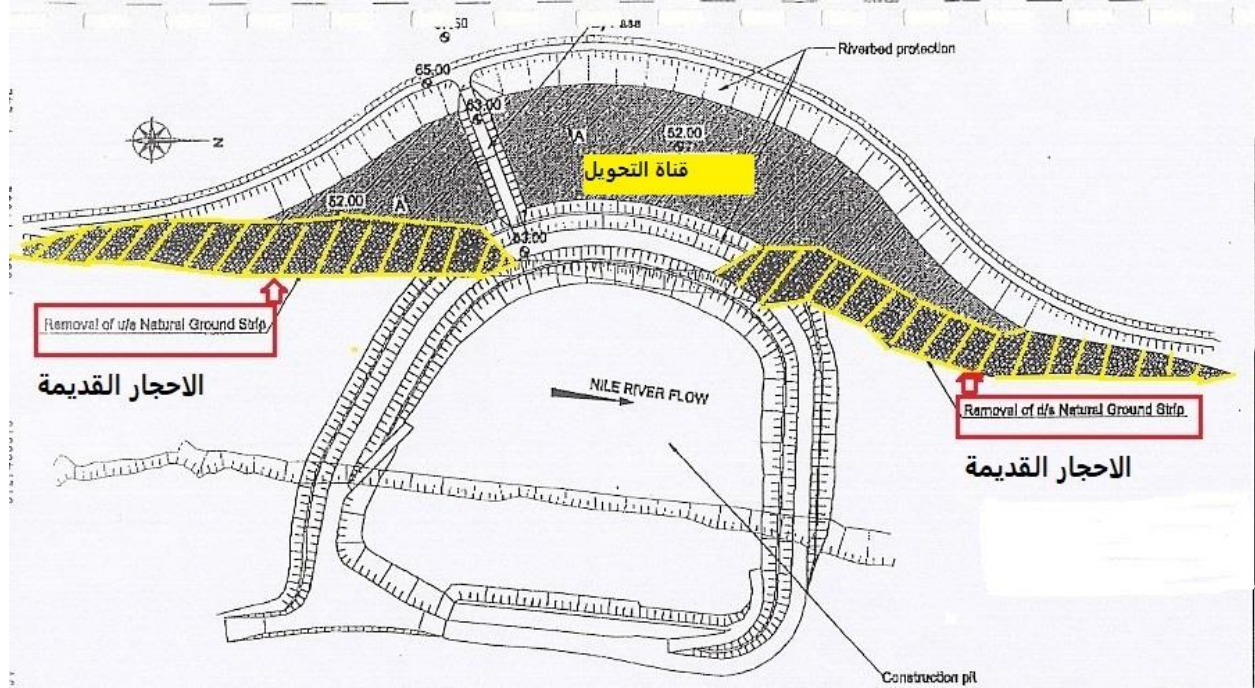 65.00
63.00
Riverbed protection
A
52.00
قناة التحويل
N
52.00
A
53.00
Removal of u/s Natural Ground Strip
الاحجار القديمة
NILE RIVER FLOW
Removal of d/s Natural Ground Strip
الاحجار القديمة
Construction pit